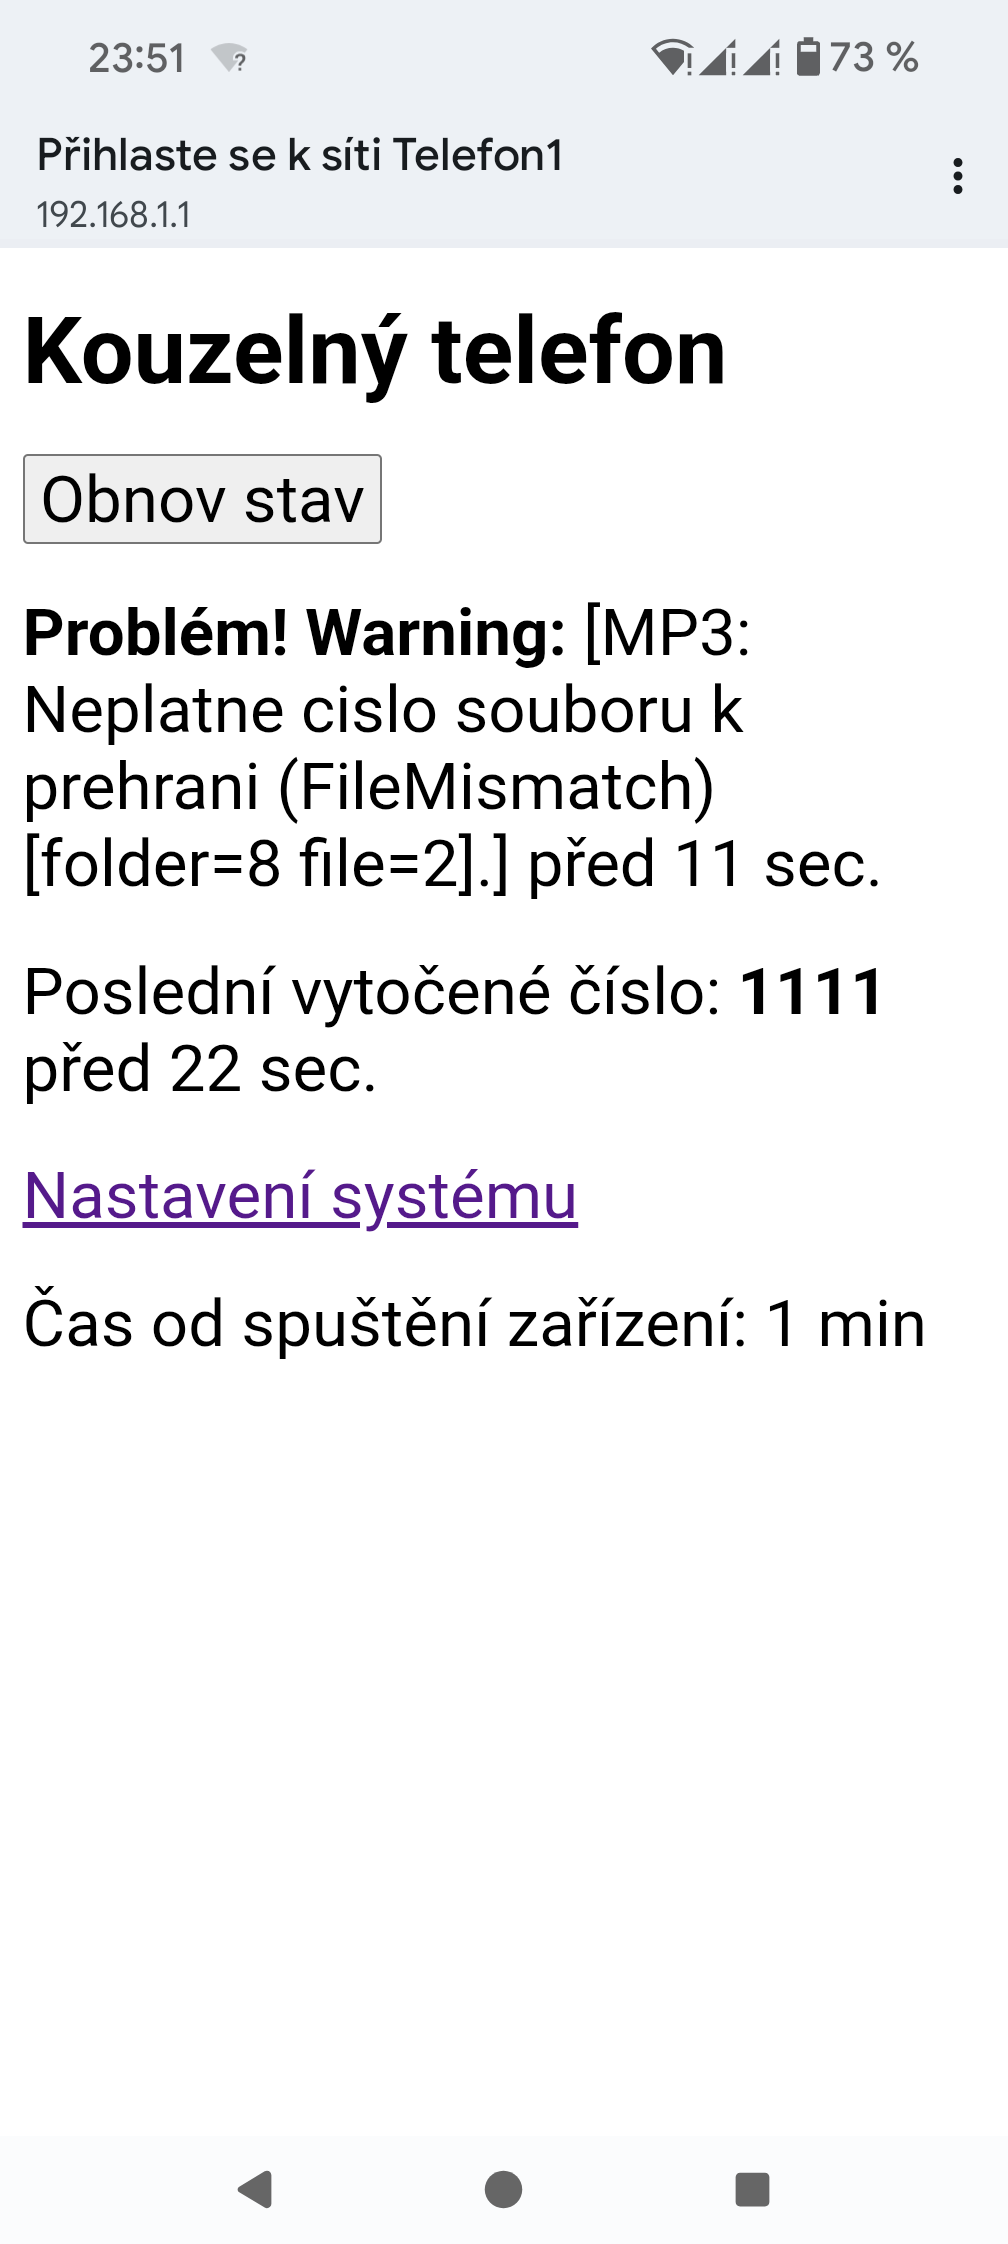 23:51
73 %
Přihlaste se k síti Telefon1
192.168.1.1
Kouzelný telefon
Obnov stav
Problém! Warning: [MP3:
Neplatne cislo souboru k
prehrani (FileMismatch)
[folder=8 file=2].] před 11 sec.
Poslední vytočené číslo: 1111
před 22 sec.
Nastavení systému
Čas od spuštění zařízení: 1 min